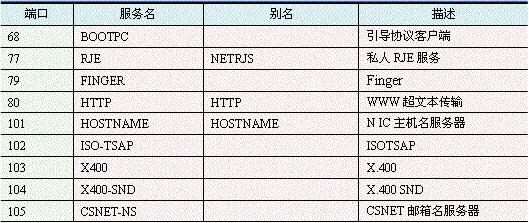 端口 服务名 别名 描述
68 BOOTPC 引导协议客户端
77 RJE NETRJS 私人 RJE 服务
79 FINGER Finger
80 HTTP HTTP WWW 超文本传输
101 HOSTNAME HOSTNAME N IC 主机名服务器
102 ISO-TSAP ISOTSAP
103 X400 X.400
104 X400-SND X.400 SND
105 CSNET-NS CSNET 邮箱名服务器